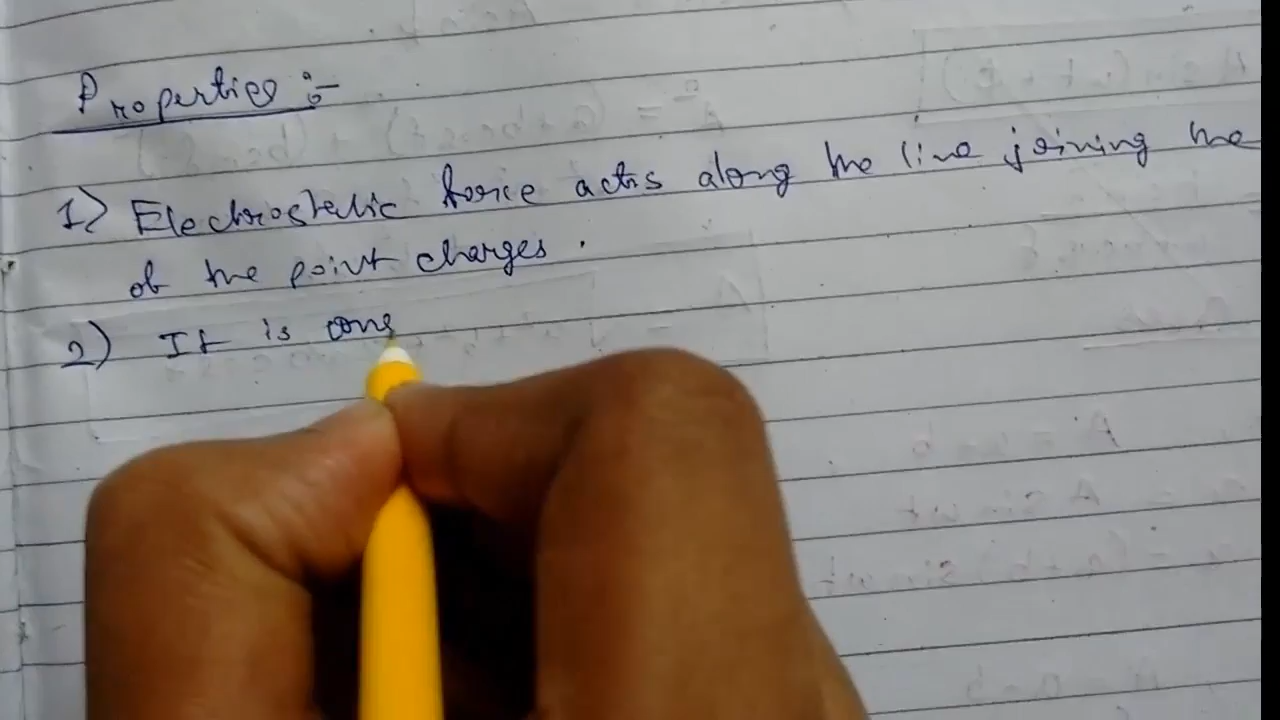 Properties :-
1) Electrostatic force acts along the line joining the
of the point charges.
2) It is cons